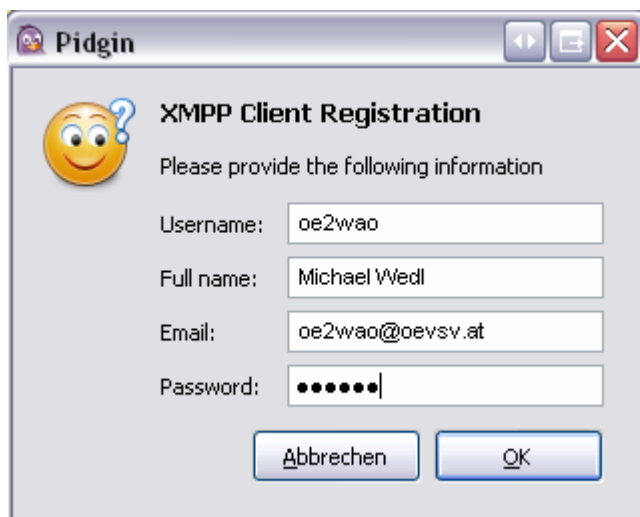 Pidgin
XMPP Client Registration
Please provide the following information
Username: oe2wao
Full name: Michael Wedl
Email: oe2wao@oevsv.at
Password: ●●●●●●
Abbrechen OK